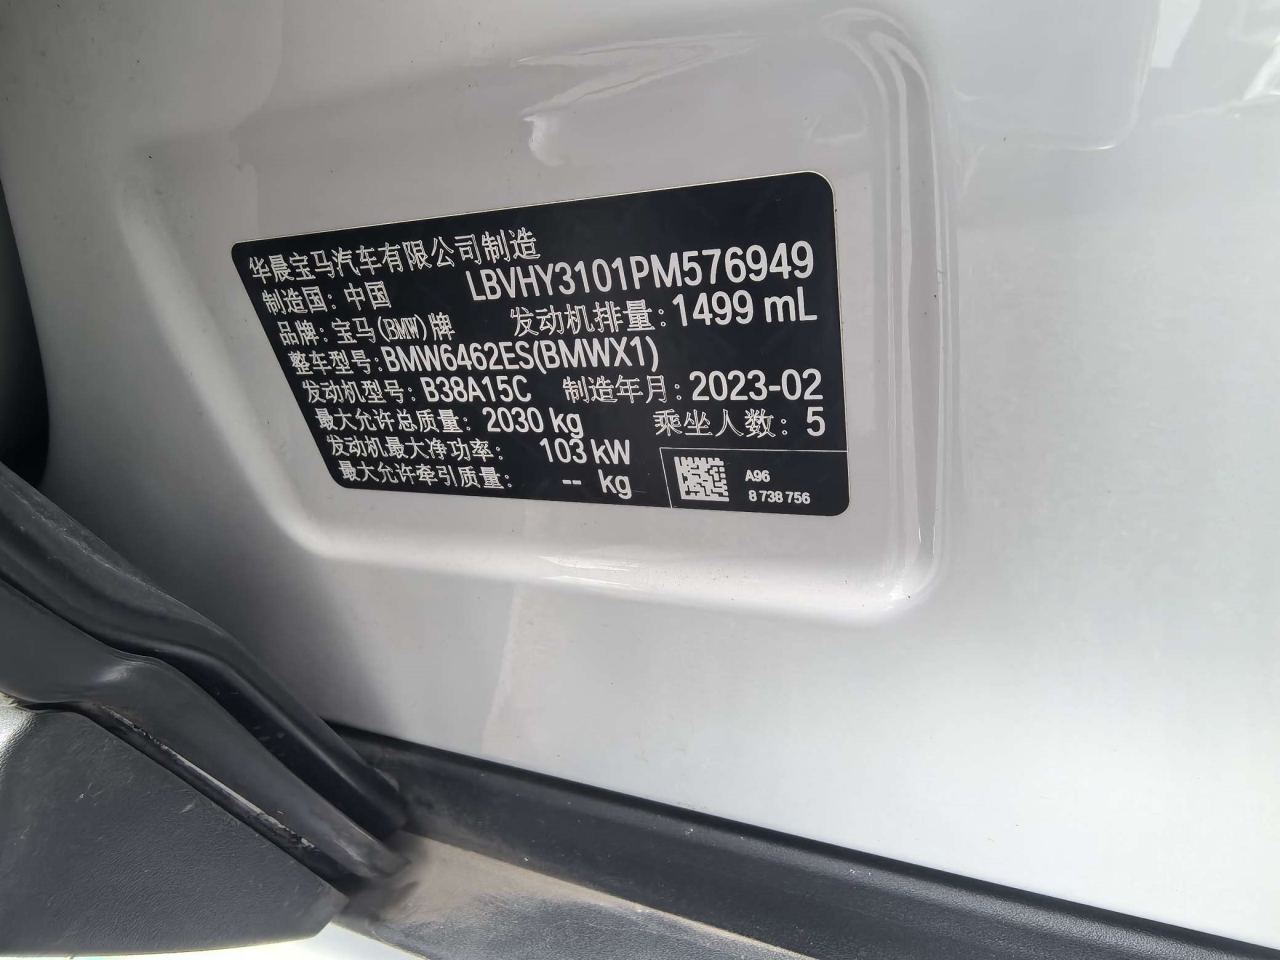 华晨宝马汽车有限公司制造
制造国: 中国 LBVHY3101PM576949
品牌: 宝马(BMW)牌 发动机排量: 1499 mL
整车型号: BMW6462ES(BMWX1)
发动机型号: B38A15C 制造年月: 2023-02
最大允许总质量: 2030 kg 乘坐人数: 5
发动机最大净功率: 103 kW
最大允许牵引质量: -- kg
A96
8 738 756